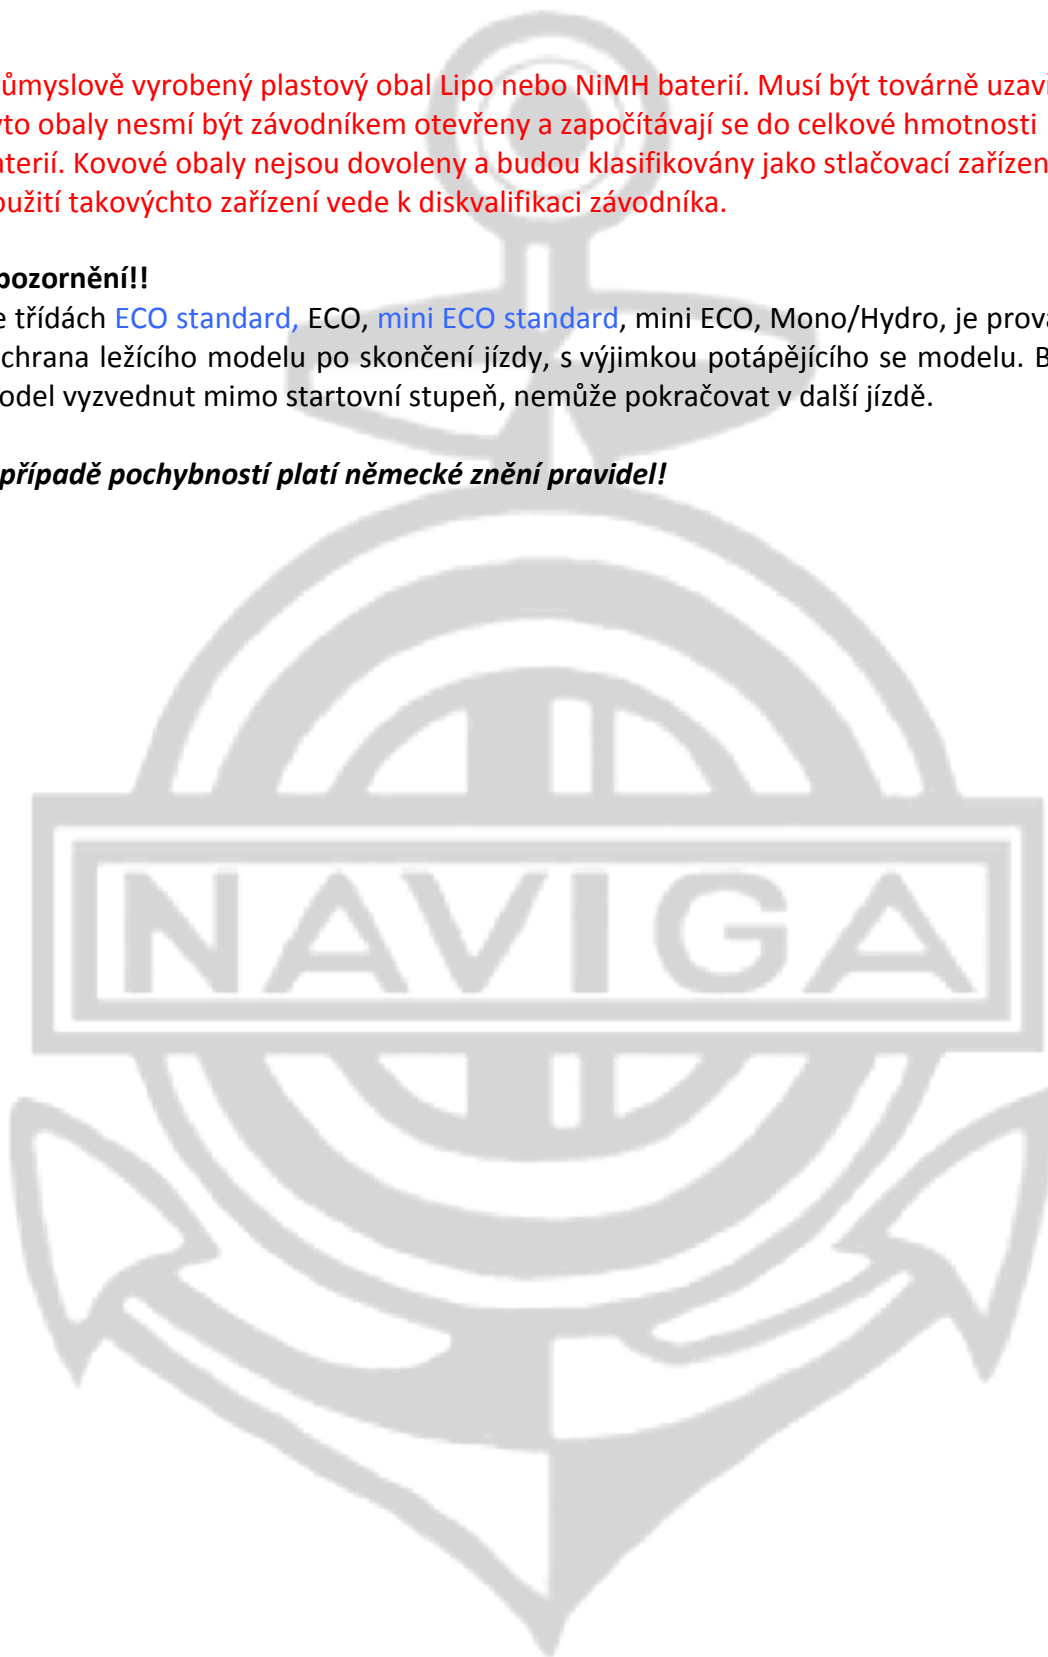 ůmyslově vyrobený plastový obal Lipo nebo NiMH baterií. Musí být továrně uzavř
yto obaly nesmí být závodníkem otevřeny a započítávají se do celkové hmotnosti
aterií. Kovové obaly nejsou dovoleny a budou klasifikovány jako stlačovací zařízen
oužití takovýchto zařízení vede k diskvalifikaci závodníka.
pozornění!!
e třídách ECO standard, ECO, mini ECO standard, mini ECO, Mono/Hydro, je prová
chrana ležícího modelu po skončení jízdy, s výjimkou potápějícího se modelu. B
odel vyzvednut mimo startovní stupeň, nemůže pokračovat v další jízdě.
případě pochybností platí německé znění pravidel!
NAVIGA